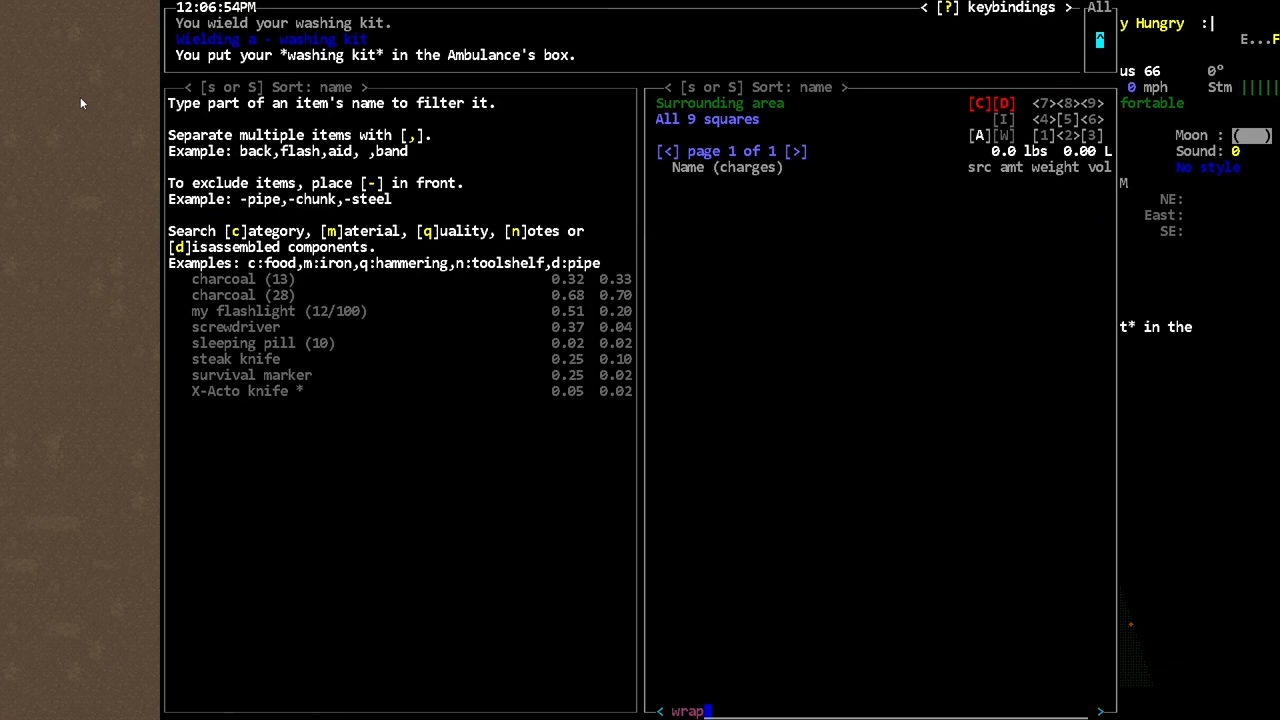 12:06:54PM
< [?] keybindings >
All
You wield your washing kit.
Wielding a - washing kit
You put your *washing kit* in the Ambulance's box.
^
y Hungry :|
E...F
us 66 0°
0 mph Stm |||||
fortable
Moon : ( )
Sound: 0
No style
M
NE:
East:
SE:
t* in the
< [s or S] Sort: name >
Type part of an item's name to filter it.
Separate multiple items with [,].
Example: back,flash,aid, ,band
To exclude items, place [-] in front.
Example: -pipe,-chunk,-steel
Search [c]ategory, [m]aterial, [q]uality, [n]otes or
[d]isassembled components.
Examples: c:food,m:iron,q:hammering,n:toolshelf,d:pipe
charcoal (13) 0.32 0.33
charcoal (28) 0.68 0.70
my flashlight (12/100) 0.51 0.20
screwdriver 0.37 0.04
sleeping pill (10) 0.02 0.02
steak knife 0.25 0.10
survival marker 0.25 0.02
X-Acto knife * 0.05 0.02
< [s or S] Sort: name >
Surrounding area [C][D] <7><8><9>
All 9 squares [I] <4>[5]<6>
[A][W] [1]<2>[3]
[<] page 1 of 1 [>] 0.0 lbs 0.00 L
Name (charges) src amt weight vol
< wrap >